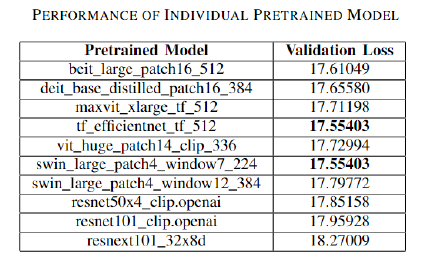 PERFORMANCE OF INDIVIDUAL PRETRAINED MODEL
Pretrained Model Validation Loss
beit_large_patch16_512 17.61049
deit_base_distilled_patch16_384 17.65580
maxvit_xlarge_tf_512 17.71198
tf_efficientnet_tf_512 17.55403
vit_huge_patch14_clip_336 17.72994
swin_large_patch4_window7_224 17.55403
swin_large_patch4_window12_384 17.79772
resnet50x4_clip.openai 17.85158
resnet101_clip.openai 17.95928
resnext101_32x8d 18.27009